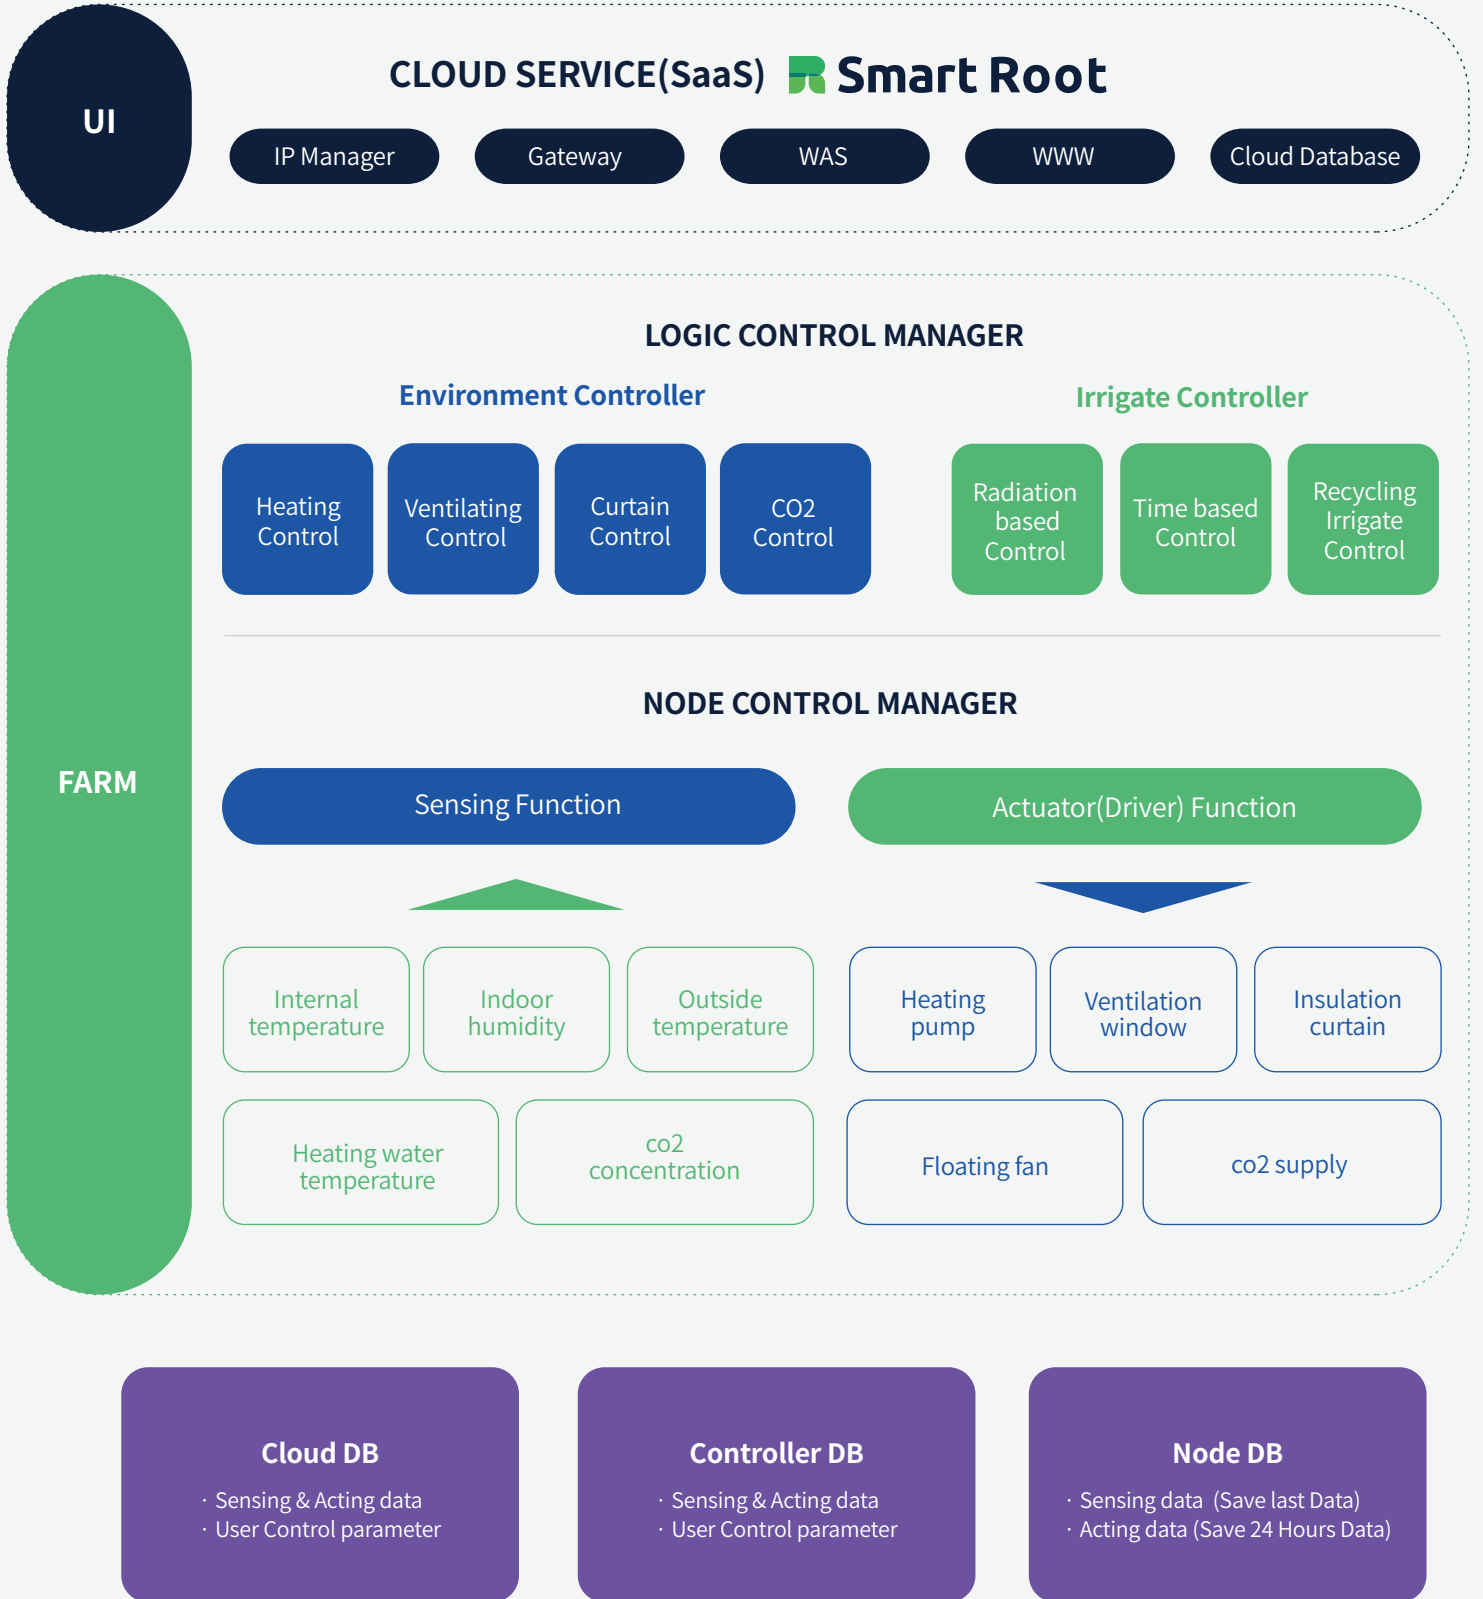 UI
CLOUD SERVICE(SaaS) Smart Root
IP Manager
Gateway
WAS
WWW
Cloud Database
FARM
LOGIC CONTROL MANAGER
Environment Controller
Heating
Control
Ventilating
Control
Curtain
Control
CO2
Control
Irrigate Controller
Radiation
based
Control
Time based
Control
Recycling
Irrigate
Control
NODE CONTROL MANAGER
Sensing Function
Internal
temperature
Indoor
humidity
Outside
temperature
Heating water
temperature
co2
concentration
Actuator(Driver) Function
Heating
pump
Ventilation
window
Insulation
curtain
Floating fan
co2 supply
Cloud DB
· Sensing & Acting data
· User Control parameter
Controller DB
· Sensing & Acting data
· User Control parameter
Node DB
· Sensing data (Save last Data)
· Acting data (Save 24 Hours Data)